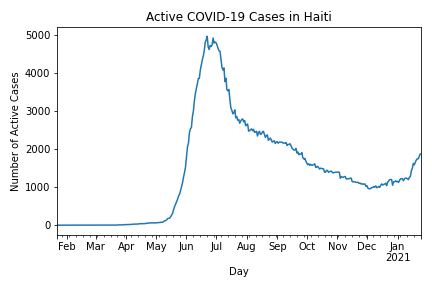 Active COVID-19 Cases in Haiti
Number of Active Cases
5000
4000
3000
2000
1000
0
Feb Mar Apr May Jun Jul Aug Sep Oct Nov Dec Jan
2021
Day